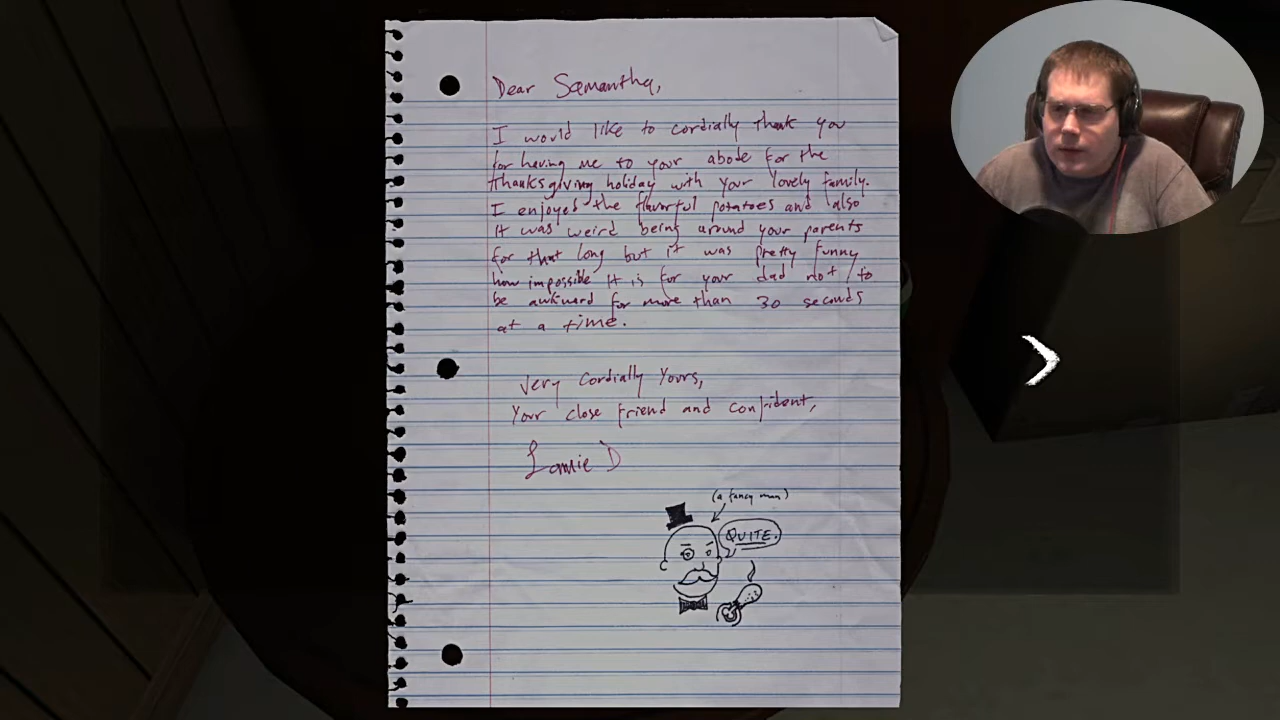 Dear Samantha,
I would like to cordially thank you
for having me to your abode for the
thanksgiving holiday with your lovely family.
I enjoyed the flavorful potatoes and also
it was weird being around your parents
for that long but it was pretty funny
how impossible it is for your dad not to
be awkward for more than 30 seconds
at a time.
Very Cordially Yours,
Your close friend and confident,
Lonnie D
(a fancy man)
QUITE.